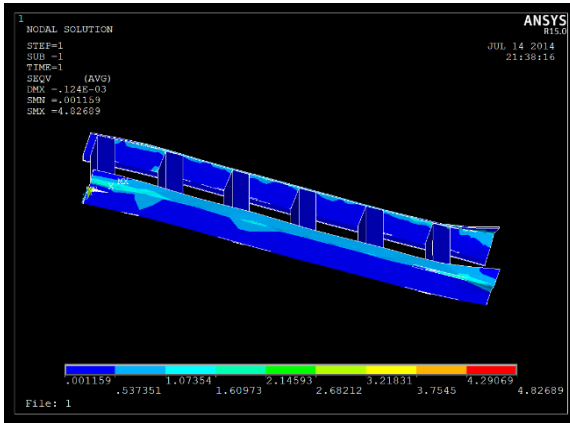 1
NODAL SOLUTION
ANSYS
R15.0
STEP=1
SUB =1
TIME=1
SEQV (AVG)
DMX =.124E-03
SMN =.001159
SMX =4.82689
JUL 14 2014
21:38:16
MX
X
.001159
1.07354
2.14593
3.21831
4.29069
.537351
1.60973
2.68212
3.7545
4.82689
File: 1